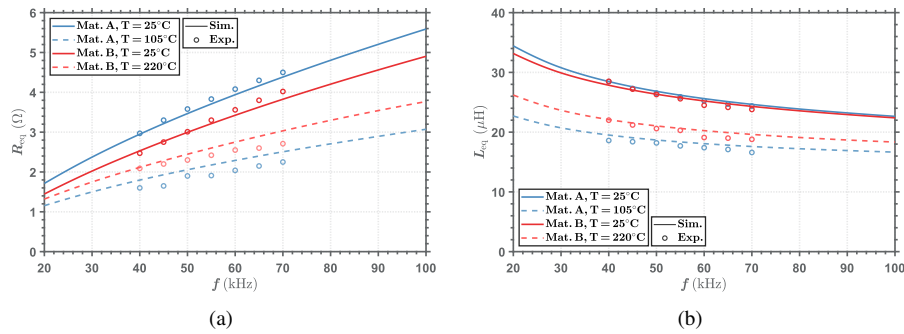 6
5
4
3
2
1
0
R_eq (Ω)
Mat. A, T = 25°C
Mat. A, T = 105°C
Mat. B, T = 25°C
Mat. B, T = 220°C
Sim.
Exp.
20 30 40 50 60 70 80 90 100
f (kHz)
(a)
40
30
20
10
0
L_eq (μH)
Mat. A, T = 25°C
Mat. A, T = 105°C
Mat. B, T = 25°C
Mat. B, T = 220°C
Sim.
Exp.
20 30 40 50 60 70 80 90 100
f (kHz)
(b)